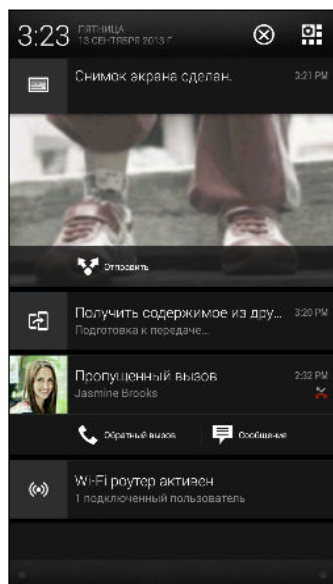 3:23
ПЯТНИЦА
13 СЕНТЯБРЯ 2013 Г
Снимок экрана сделан.
3:21 PM
Отправить
Получить содержимое из дру...
3:20 PM
Подготовка к передаче...
Пропущенный вызов
2:32 PM
Jasmine Brooks
Обратный вызов
Сообщение
Wi-Fi роутер активен
1 подключенный пользователь